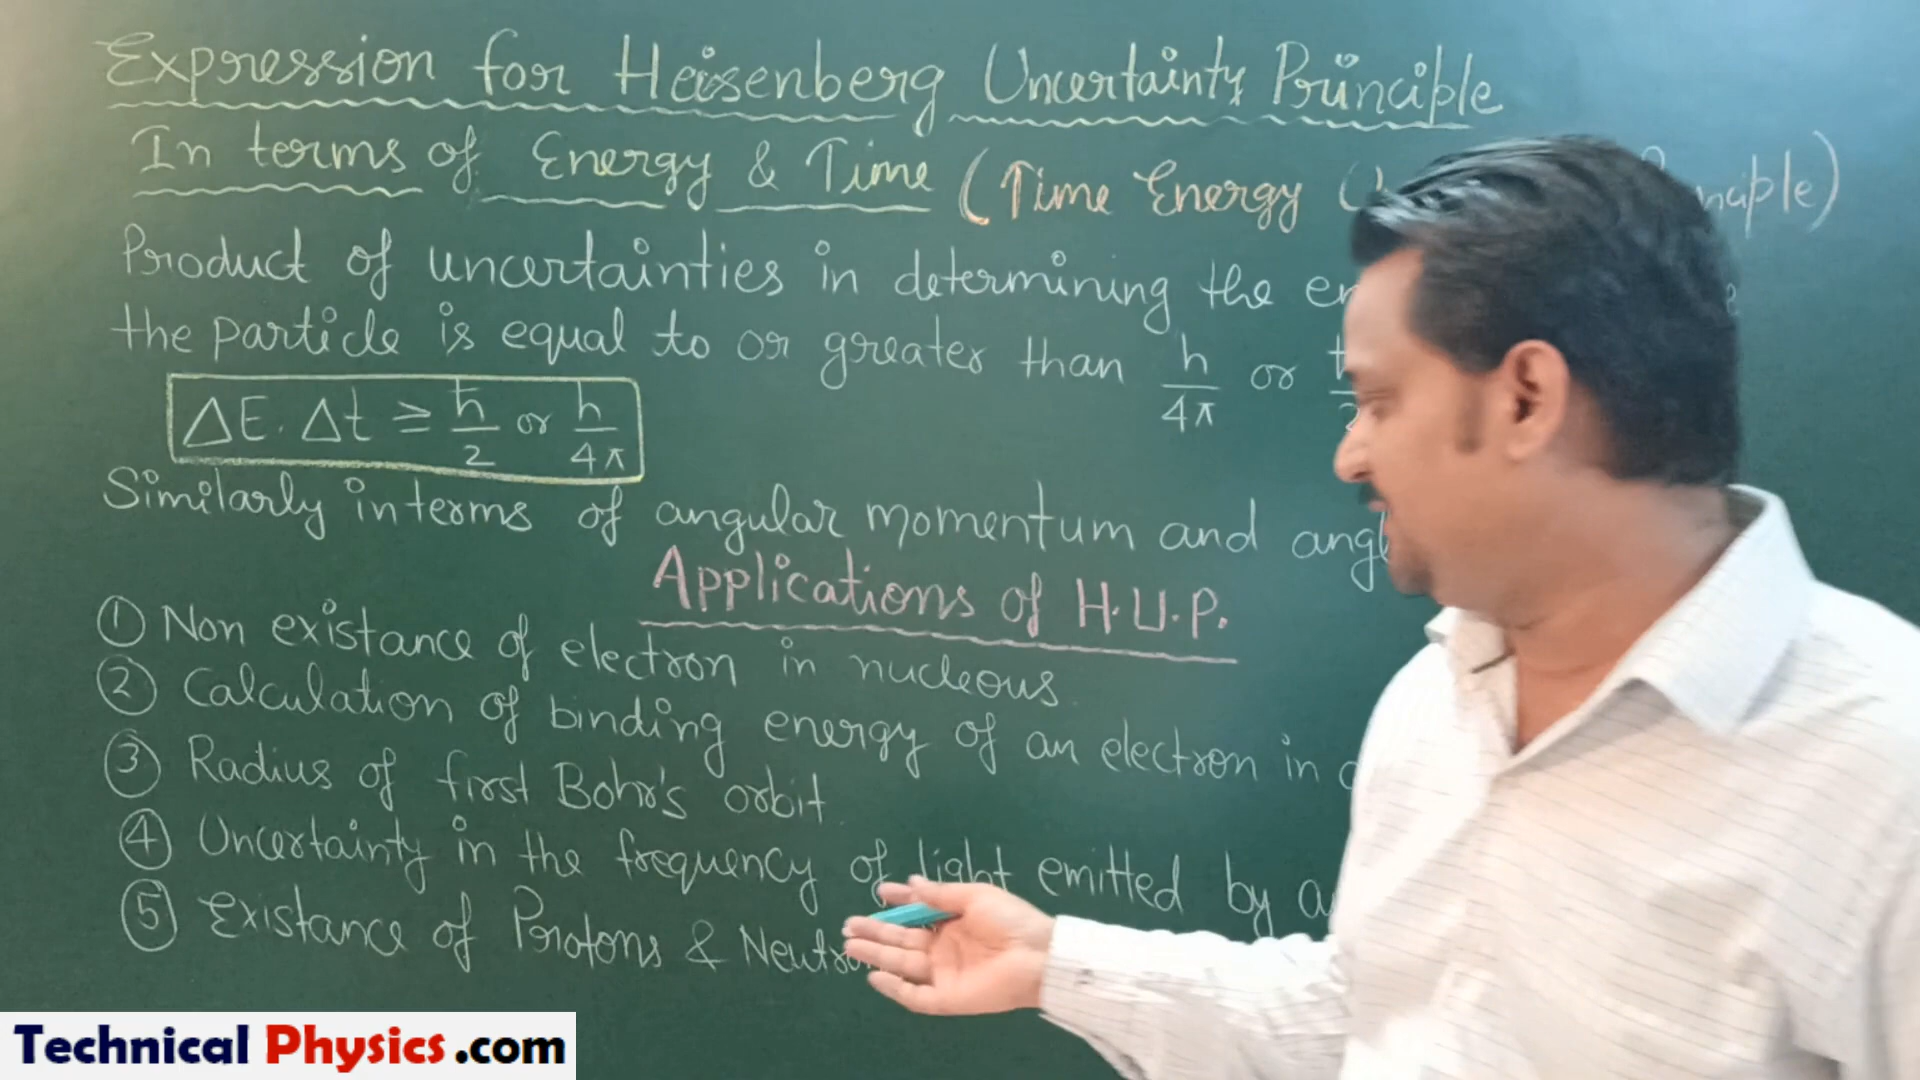 Expression for Heisenberg Uncertainty Principle
In terms of Energy & Time (Time Energy
Product of uncertainties in determining the
the particle is equal to or greater than h/4π or
ΔE.Δt ≥ ħ/2 or h/4π
Similarly in terms of angular momentum and
Applications of H.U.P.
① Non existance of electron in nucleous
② Calculation of binding energy of an electron in
③ Radius of first Bohr's orbit
④ Uncertainty in the frequency of light emitted by
⑤ Existance of Protons &
Technical Physics .com